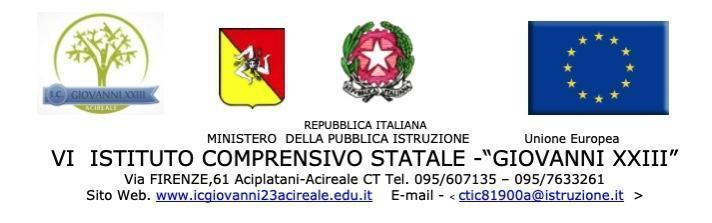 I.C. GIOVANNI XXIII
ACIREALE
REPUBBLICA ITALIANA
MINISTERO DELLA PUBBLICA ISTRUZIONE Unione Europea
VI ISTITUTO COMPRENSIVO STATALE -“GIOVANNI XXIII”
Via FIRENZE,61 Aciplatani-Acireale CT Tel. 095/607135 – 095/7633261
Sito Web. www.icgiovanni23acireale.edu.it E-mail - < ctic81900a@istruzione.it >